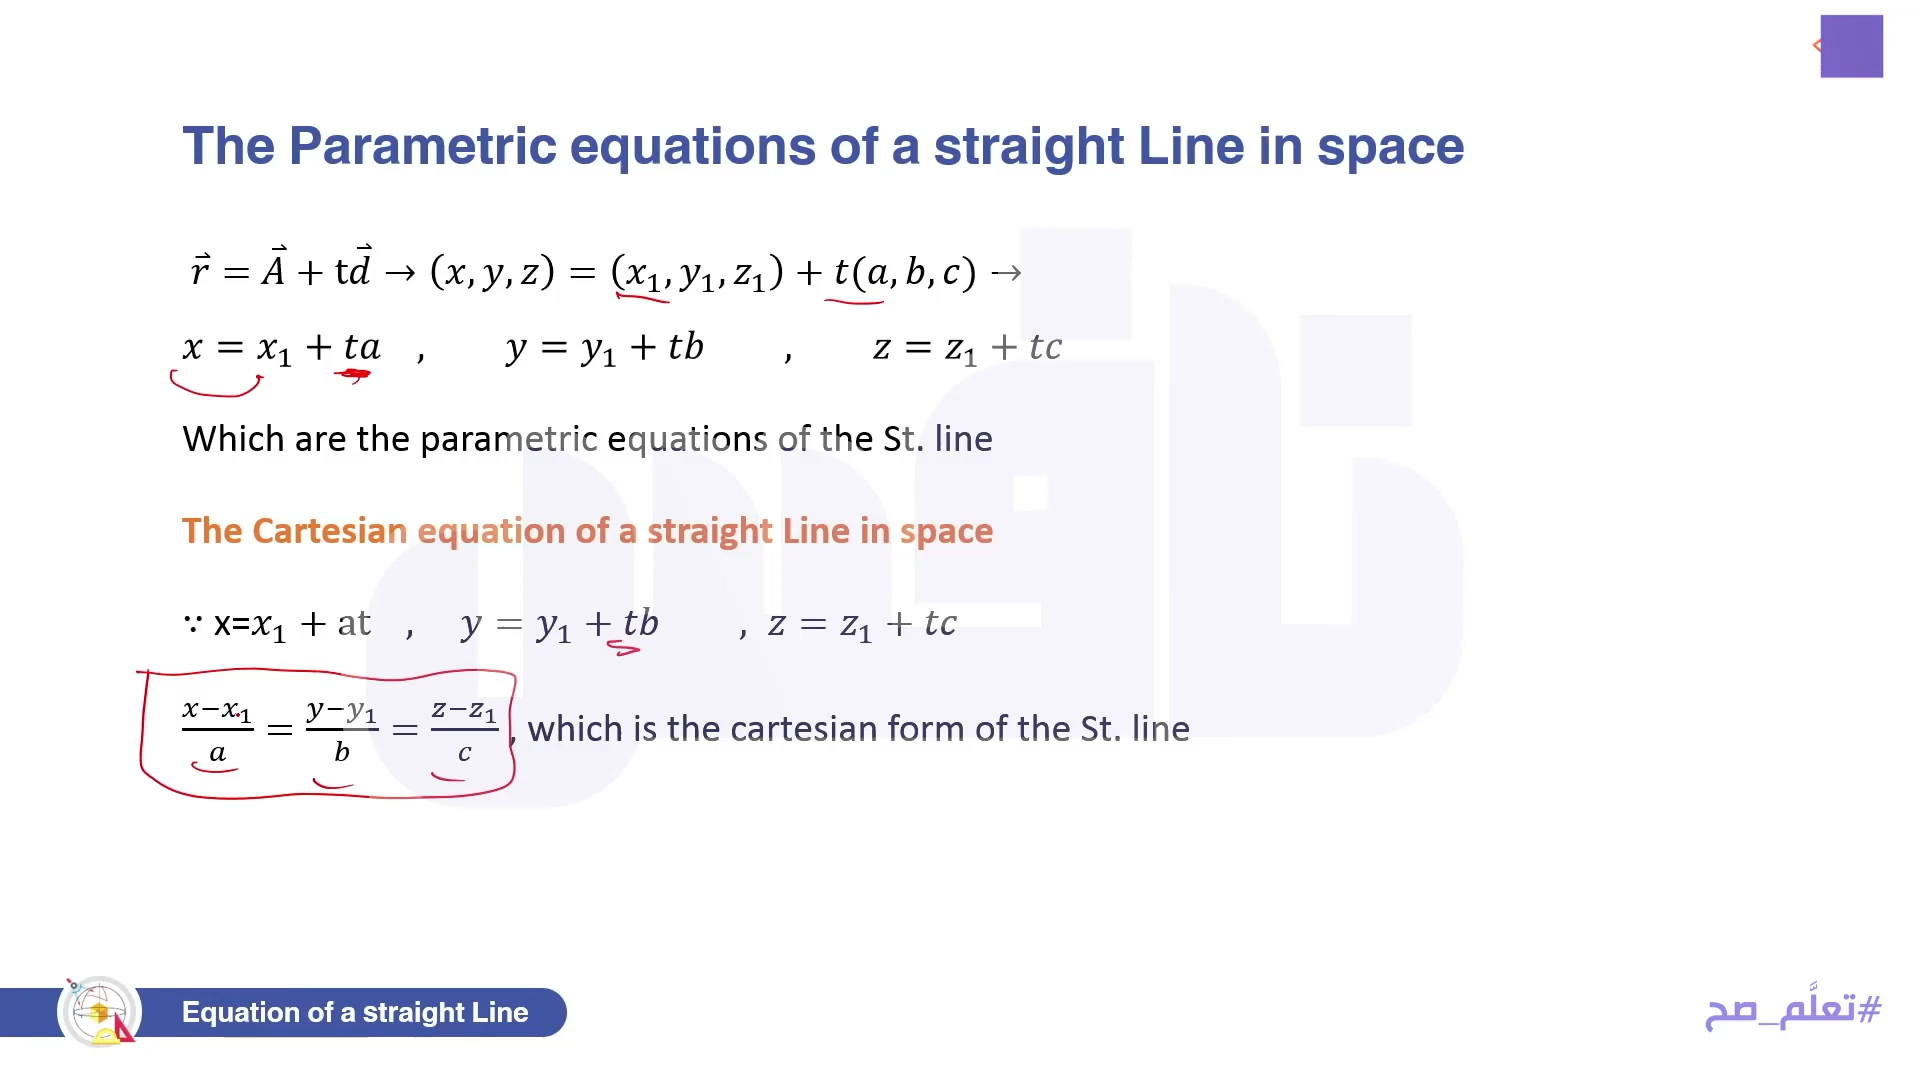 The Parametric equations of a straight Line in space
r⃗ = A⃗ + td⃗ → (x, y, z) = (x₁, y₁, z₁) + t(a, b, c) →
x = x₁ + ta , y = y₁ + tb , z = z₁ + tc
Which are the parametric equations of the St. line
The Cartesian equation of a straight Line in space
∵ x=x₁ + at , y = y₁ + tb , z = z₁ + tc
(x−x₁)/a = (y−y₁)/b = (z−z₁)/c , which is the cartesian form of the St. line
Equation of a straight Line
#تعلَّم_صح